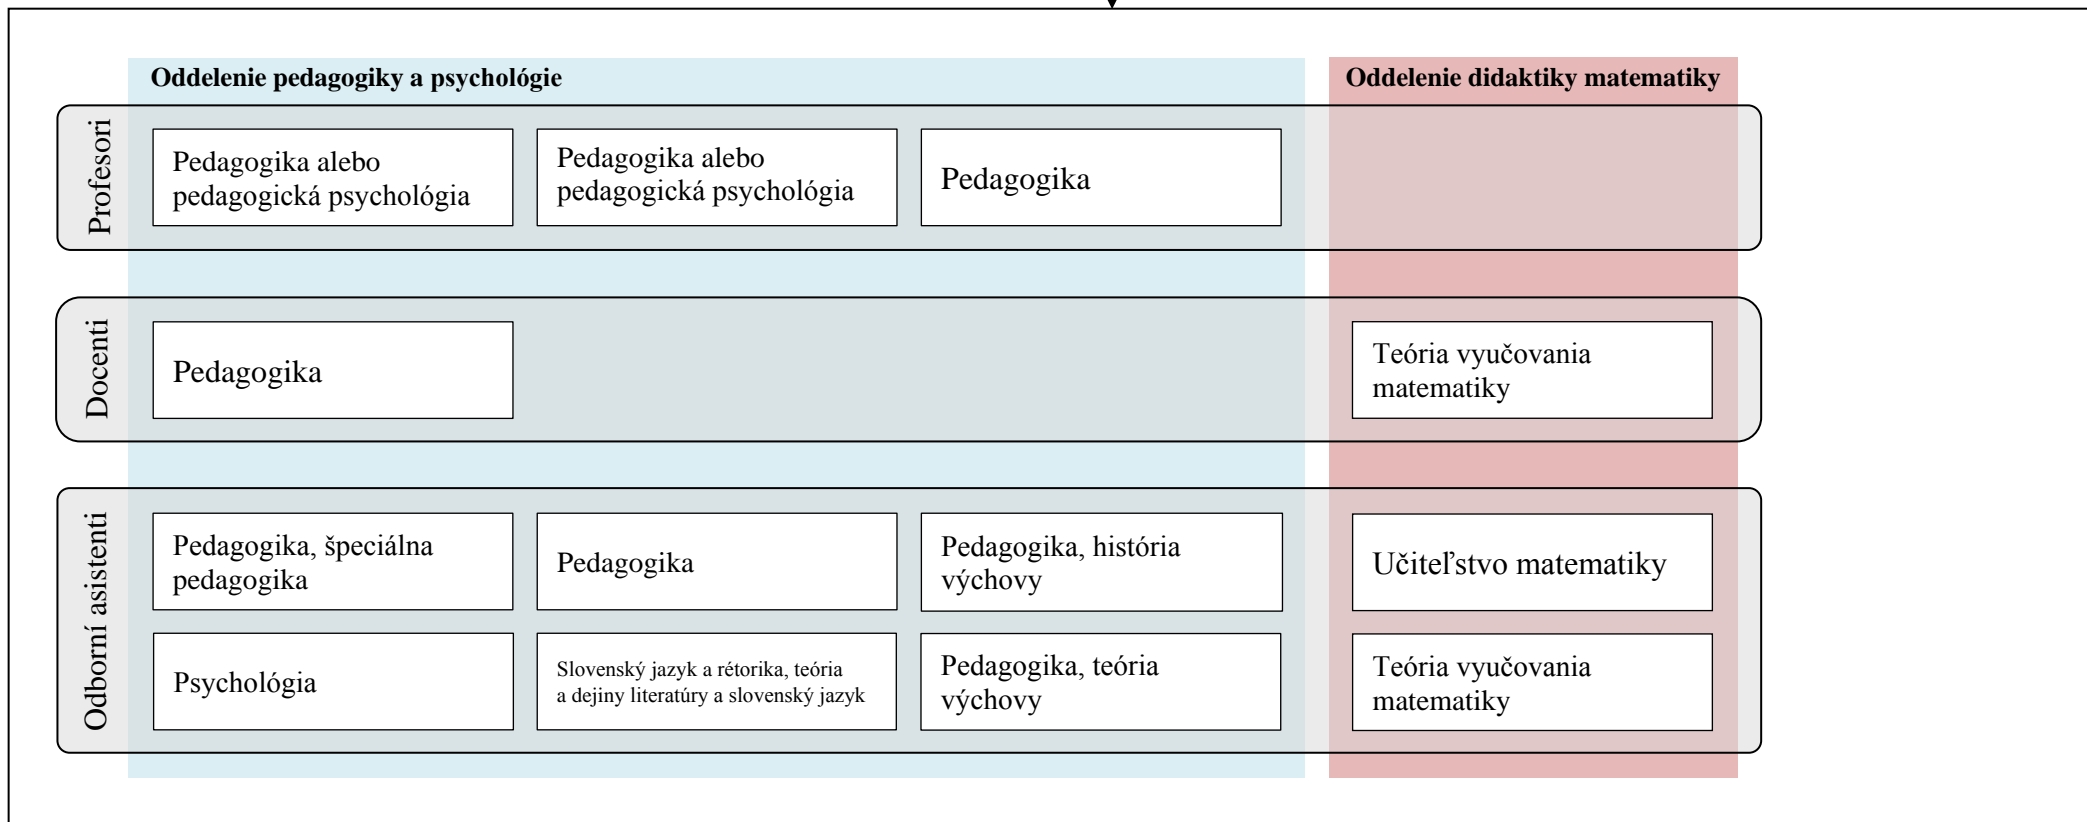 Oddelenie pedagogiky a psychológie
Oddelenie didaktiky matematiky
Profesori
Pedagogika alebo
pedagogická psychológia
Pedagogika alebo
pedagogická psychológia
Pedagogika
Docenti
Pedagogika
Teória vyučovania
matematiky
Odborní asistenti
Pedagogika, špeciálna
pedagogika
Pedagogika
Pedagogika, história
výchovy
Učiteľstvo matematiky
Psychológia
Slovenský jazyk a rétorika, teória
a dejiny literatúry a slovenský jazyk
Pedagogika, teória
výchovy
Teória vyučovania
matematiky